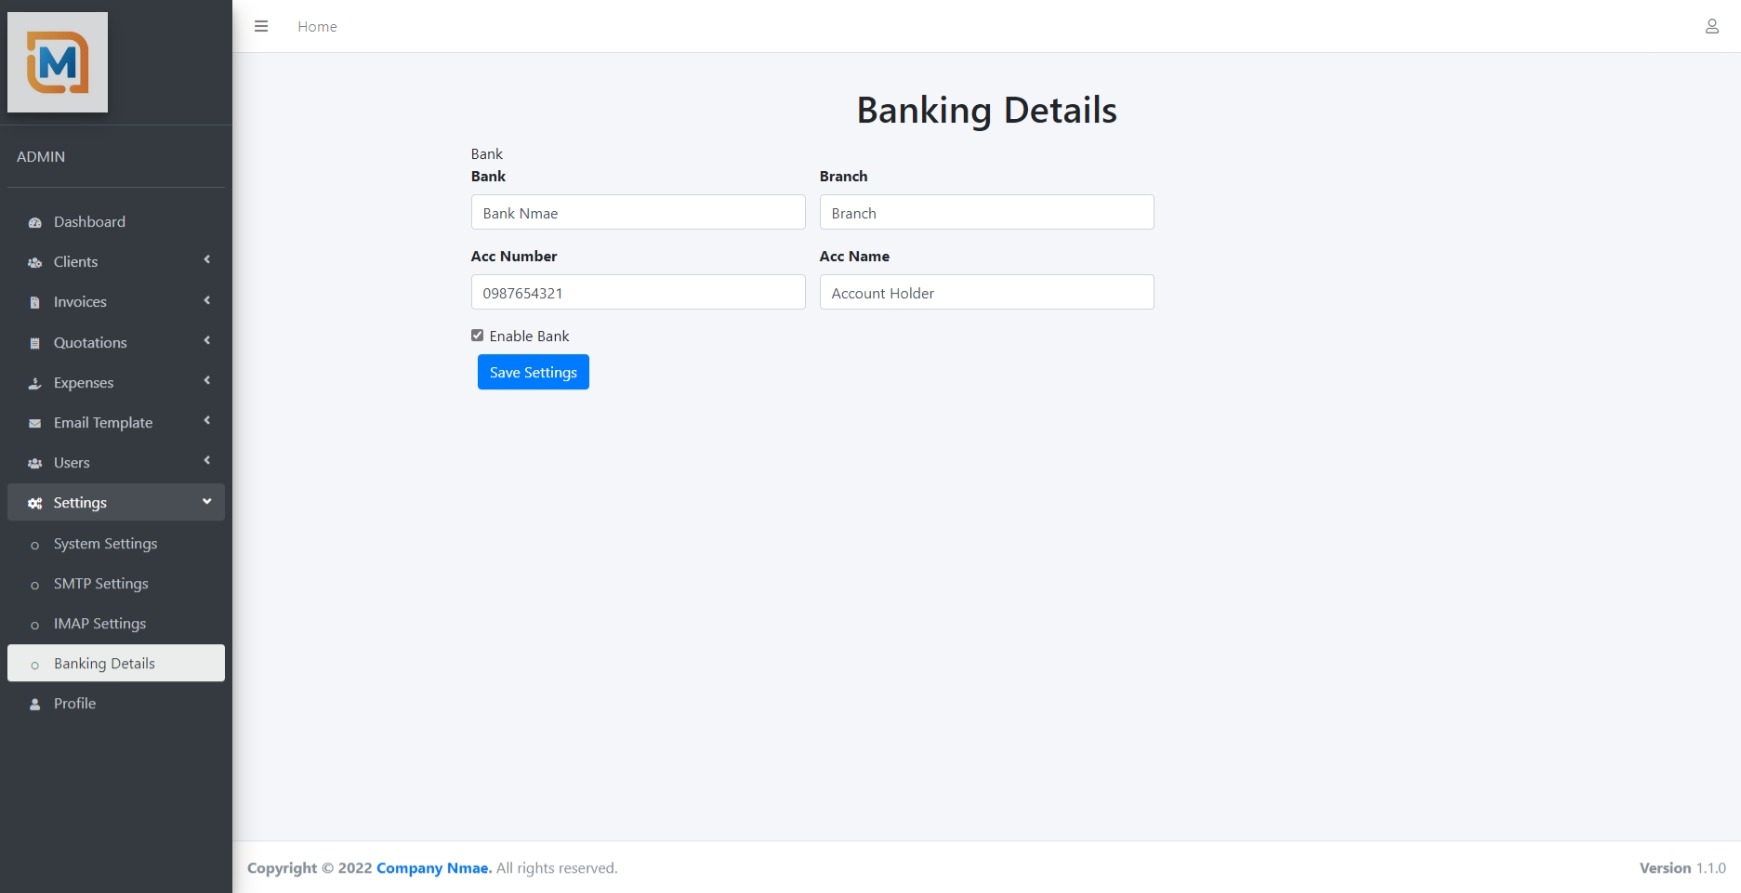 M
Home
ADMIN
Dashboard
Clients
Invoices
Quotations
Expenses
Email Template
Users
Settings
System Settings
SMTP Settings
IMAP Settings
Banking Details
Profile
Banking Details
Bank
Bank Branch
Bank Nmae Branch
Acc Number Acc Name
0987654321 Account Holder
Enable Bank
Save Settings
Copyright © 2022 Company Nmae. All rights reserved. Version 1.1.0